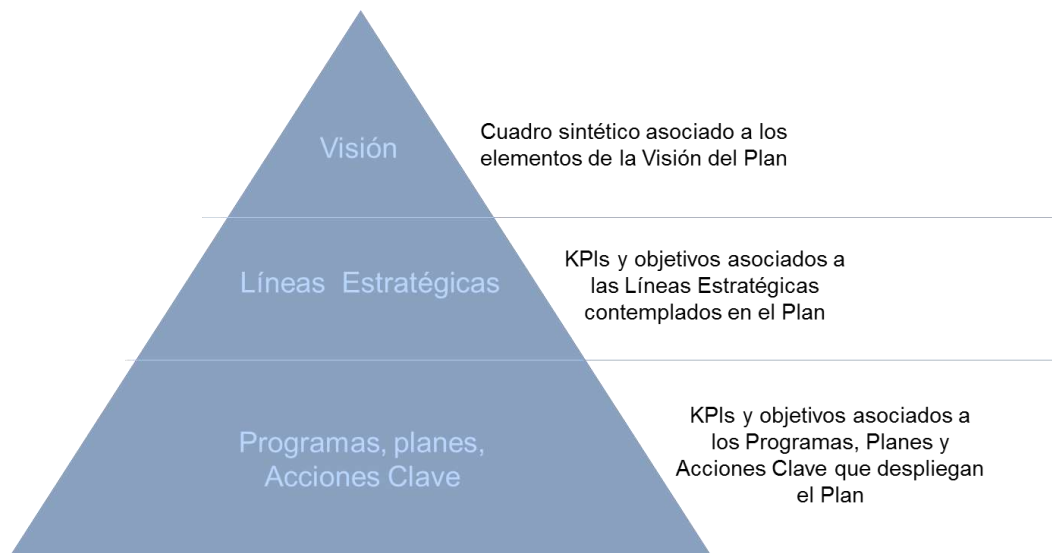 Visión
Cuadro sintético asociado a los
elementos de la Visión del Plan
Líneas Estratégicas
KPIs y objetivos asociados a
las Líneas Estratégicas
contemplados en el Plan
Programas, planes,
Acciones Clave
KPIs y objetivos asociados a
los Programas, Planes y
Acciones Clave que despliegan
el Plan